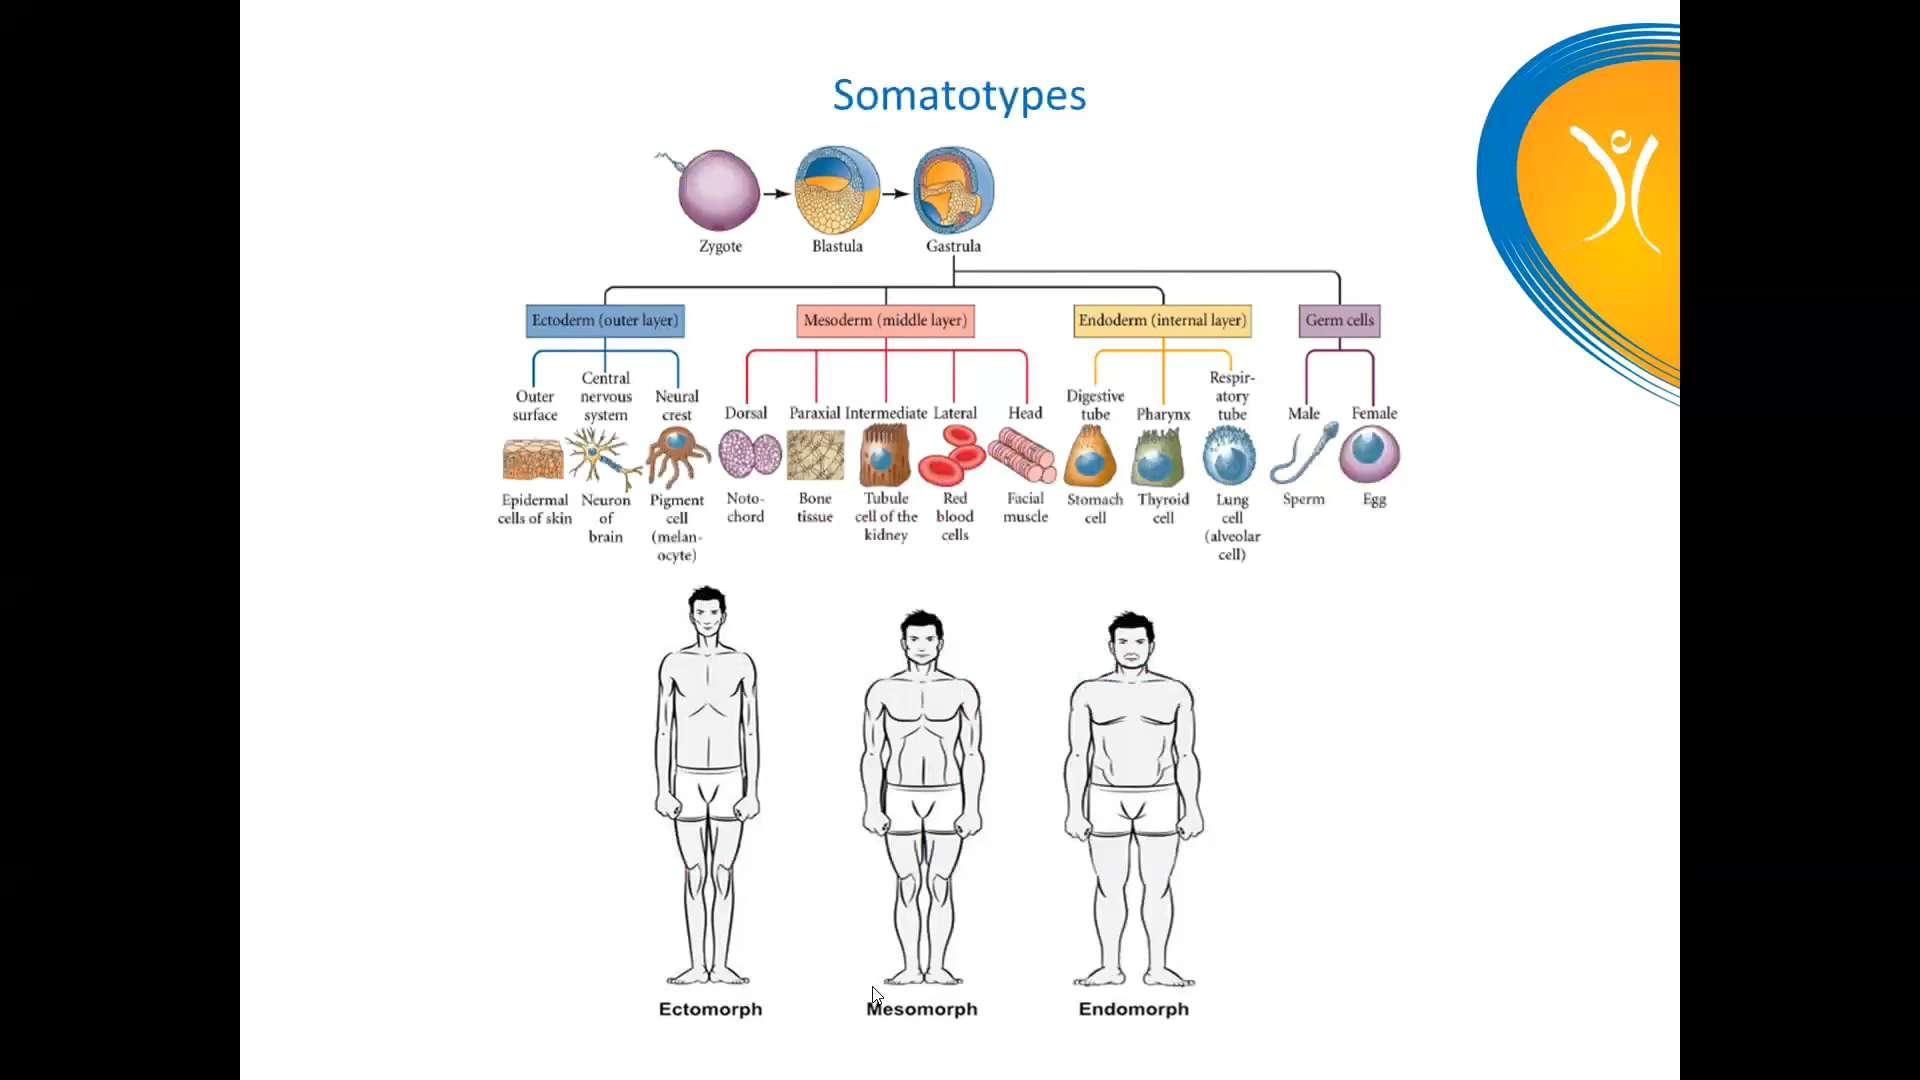 Somatotypes
Zygote
Blastula
Gastrula
Ectoderm (outer layer)
Mesoderm (middle layer)
Endoderm (internal layer)
Germ cells
Outer
surface
Central
nervous
system
Neural
crest
Dorsal
Paraxial
Intermediate
Lateral
Head
Digestive
tube
Pharynx
Respir-
atory
tube
Male
Female
Epidermal
cells of skin
Neuron
of
brain
Pigment
cell
(melan-
ocyte)
Noto-
chord
Bone
tissue
Tubule
cell of the
kidney
Red
blood
cells
Facial
muscle
Stomach
cell
Thyroid
cell
Lung
cell
(alveolar
cell)
Sperm
Egg
Ectomorph
Mesomorph
Endomorph